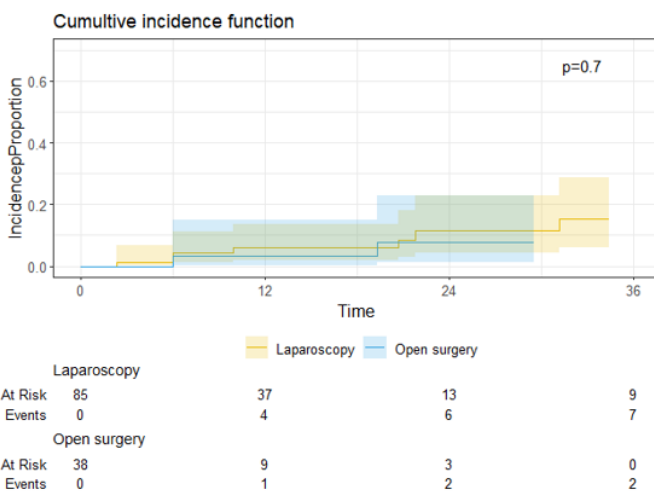 Cumultive incidence function
p=0.7
IncidencepProportion
0.6
0.4
0.2
0.0
0 12 24 36
Time
Laparoscopy Open surgery
Laparoscopy
At Risk 85 37 13 9
Events 0 4 6 7
Open surgery
At Risk 38 9 3 0
Events 0 1 2 2